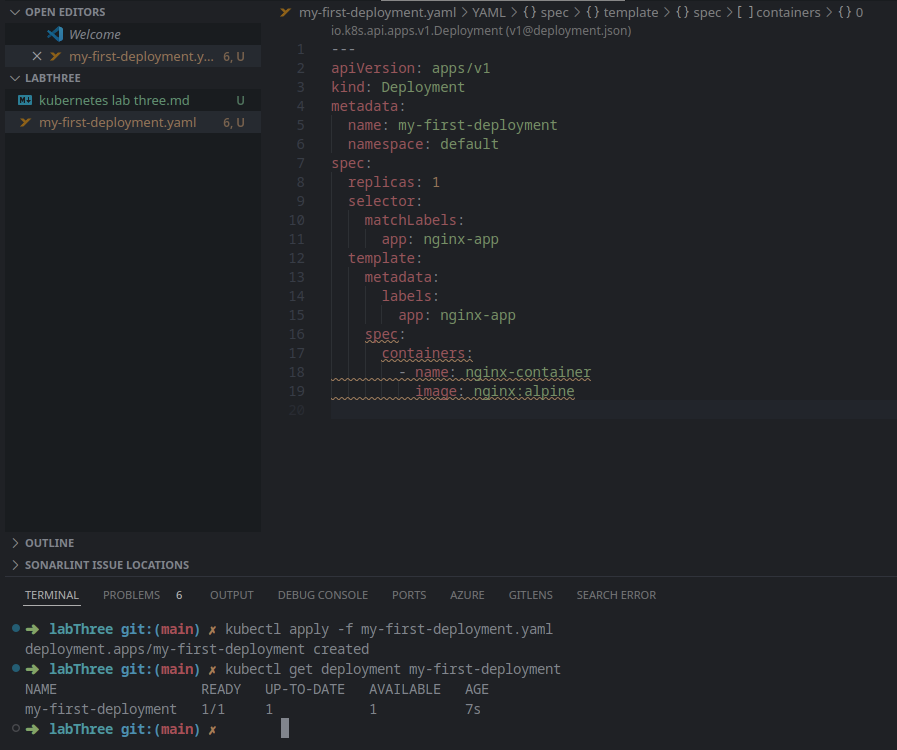 OPEN EDITORS
Welcome
my-first-deployment.y... 6, U
LABTHREE
kubernetes lab three.md U
my-first-deployment.yaml 6, U
OUTLINE
SONARLINT ISSUE LOCATIONS
my-first-deployment.yaml > YAML > {} spec > {} template > {} spec > [ ] containers > {} 0
io.k8s.api.apps.v1.Deployment (v1@deployment.json)
1 ---
2 apiVersion: apps/v1
3 kind: Deployment
4 metadata:
5   name: my-first-deployment
6   namespace: default
7 spec:
8   replicas: 1
9   selector:
10     matchLabels:
11       app: nginx-app
12   template:
13     metadata:
14       labels:
15         app: nginx-app
16     spec:
17       containers:
18         - name: nginx-container
19           image: nginx:alpine
20
TERMINAL PROBLEMS 6 OUTPUT DEBUG CONSOLE PORTS AZURE GITLENS SEARCH ERROR
➜ labThree git:(main) ✗ kubectl apply -f my-first-deployment.yaml
deployment.apps/my-first-deployment created
➜ labThree git:(main) ✗ kubectl get deployment my-first-deployment
NAME READY UP-TO-DATE AVAILABLE AGE
my-first-deployment 1/1 1 1 7s
➜ labThree git:(main) ✗